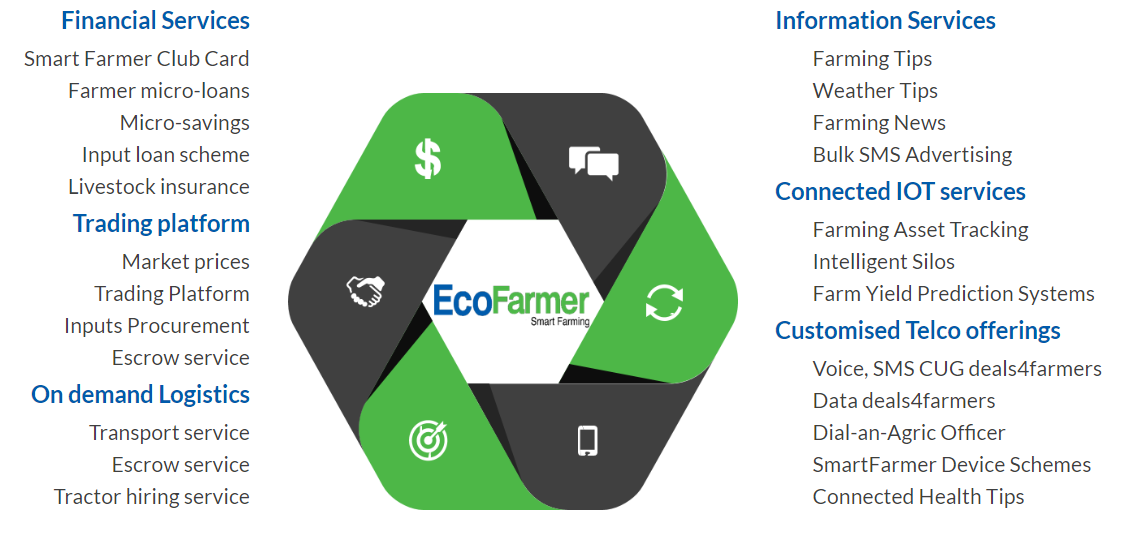 Financial Services
Smart Farmer Club Card
Farmer micro-loans
Micro-savings
Input loan scheme
Livestock insurance
Trading platform
Market prices
Trading Platform
Inputs Procurement
Escrow service
On demand Logistics
Transport service
Escrow service
Tractor hiring service
$
EcoFarmer
Smart Farming
Information Services
Farming Tips
Weather Tips
Farming News
Bulk SMS Advertising
Connected IOT services
Farming Asset Tracking
Intelligent Silos
Farm Yield Prediction Systems
Customised Telco offerings
Voice, SMS CUG deals4farmers
Data deals4farmers
Dial-an-Agric Officer
SmartFarmer Device Schemes
Connected Health Tips